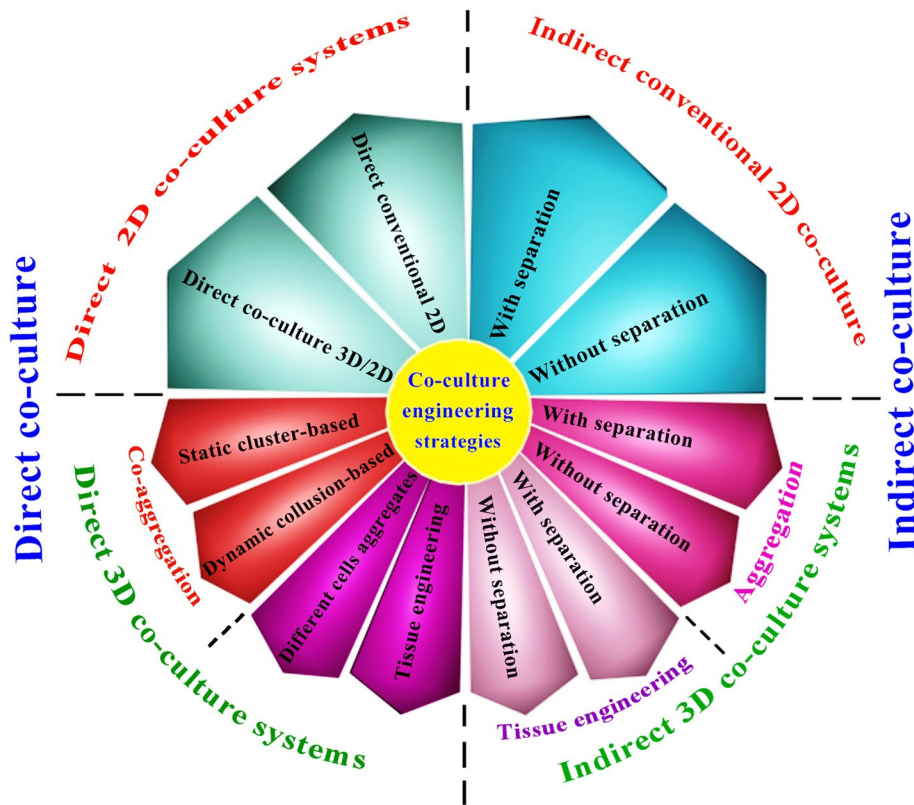 Direct 2D co-culture systems
Indirect conventional 2D co-culture
Direct co-culture
Indirect co-culture
Direct conventional 2D
Direct co-culture 3D/2D
With separation
Without separation
Co-culture
engineering
strategies
Static cluster-based
Dynamic collusion-based
Co-aggregation
Different cells aggregates
Tissue engineering
Direct 3D co-culture systems
With separation
Without separation
Aggregation
With separation
Without separation
Tissue engineering
Indirect 3D co-culture systems